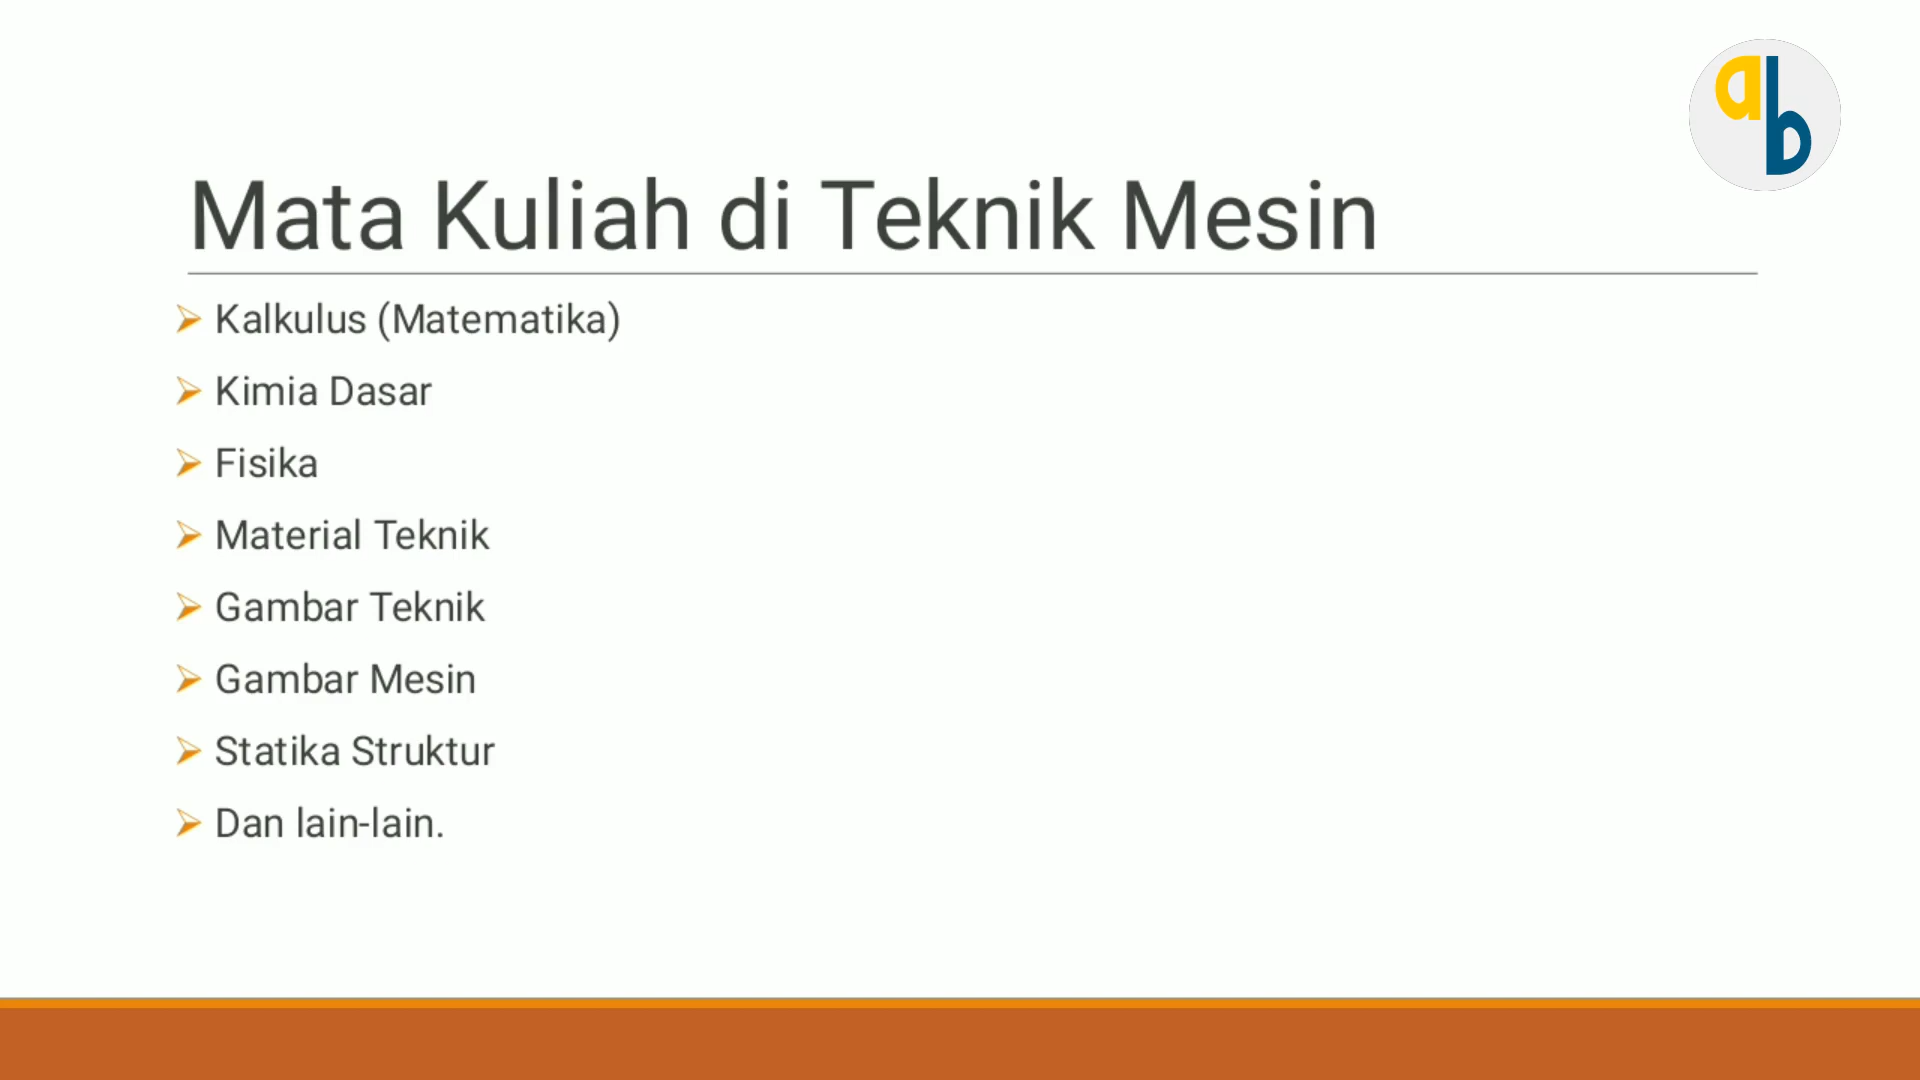 ab
Mata Kuliah di Teknik Mesin
Kalkulus (Matematika)
Kimia Dasar
Fisika
Material Teknik
Gambar Teknik
Gambar Mesin
Statika Struktur
Dan lain-lain.